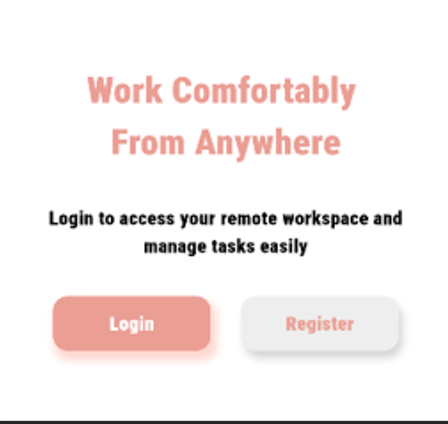 Work Comfortably
From Anywhere
Login to access your remote workspace and
manage tasks easily
Login
Register